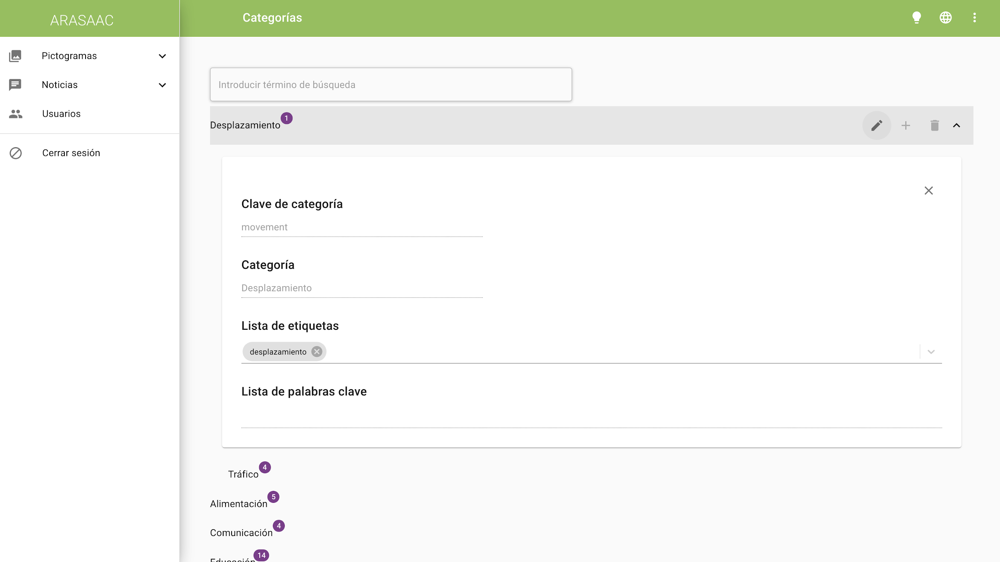 ARASAAC
Categorías
Pictogramas
Noticias
Usuarios
Cerrar sesión
Introducir término de búsqueda
Desplazamiento 1
Clave de categoría
movement
Categoría
Desplazamiento
Lista de etiquetas
desplazamiento
Lista de palabras clave
Tráfico 4
Alimentación 5
Comunicación 4
Educación 14